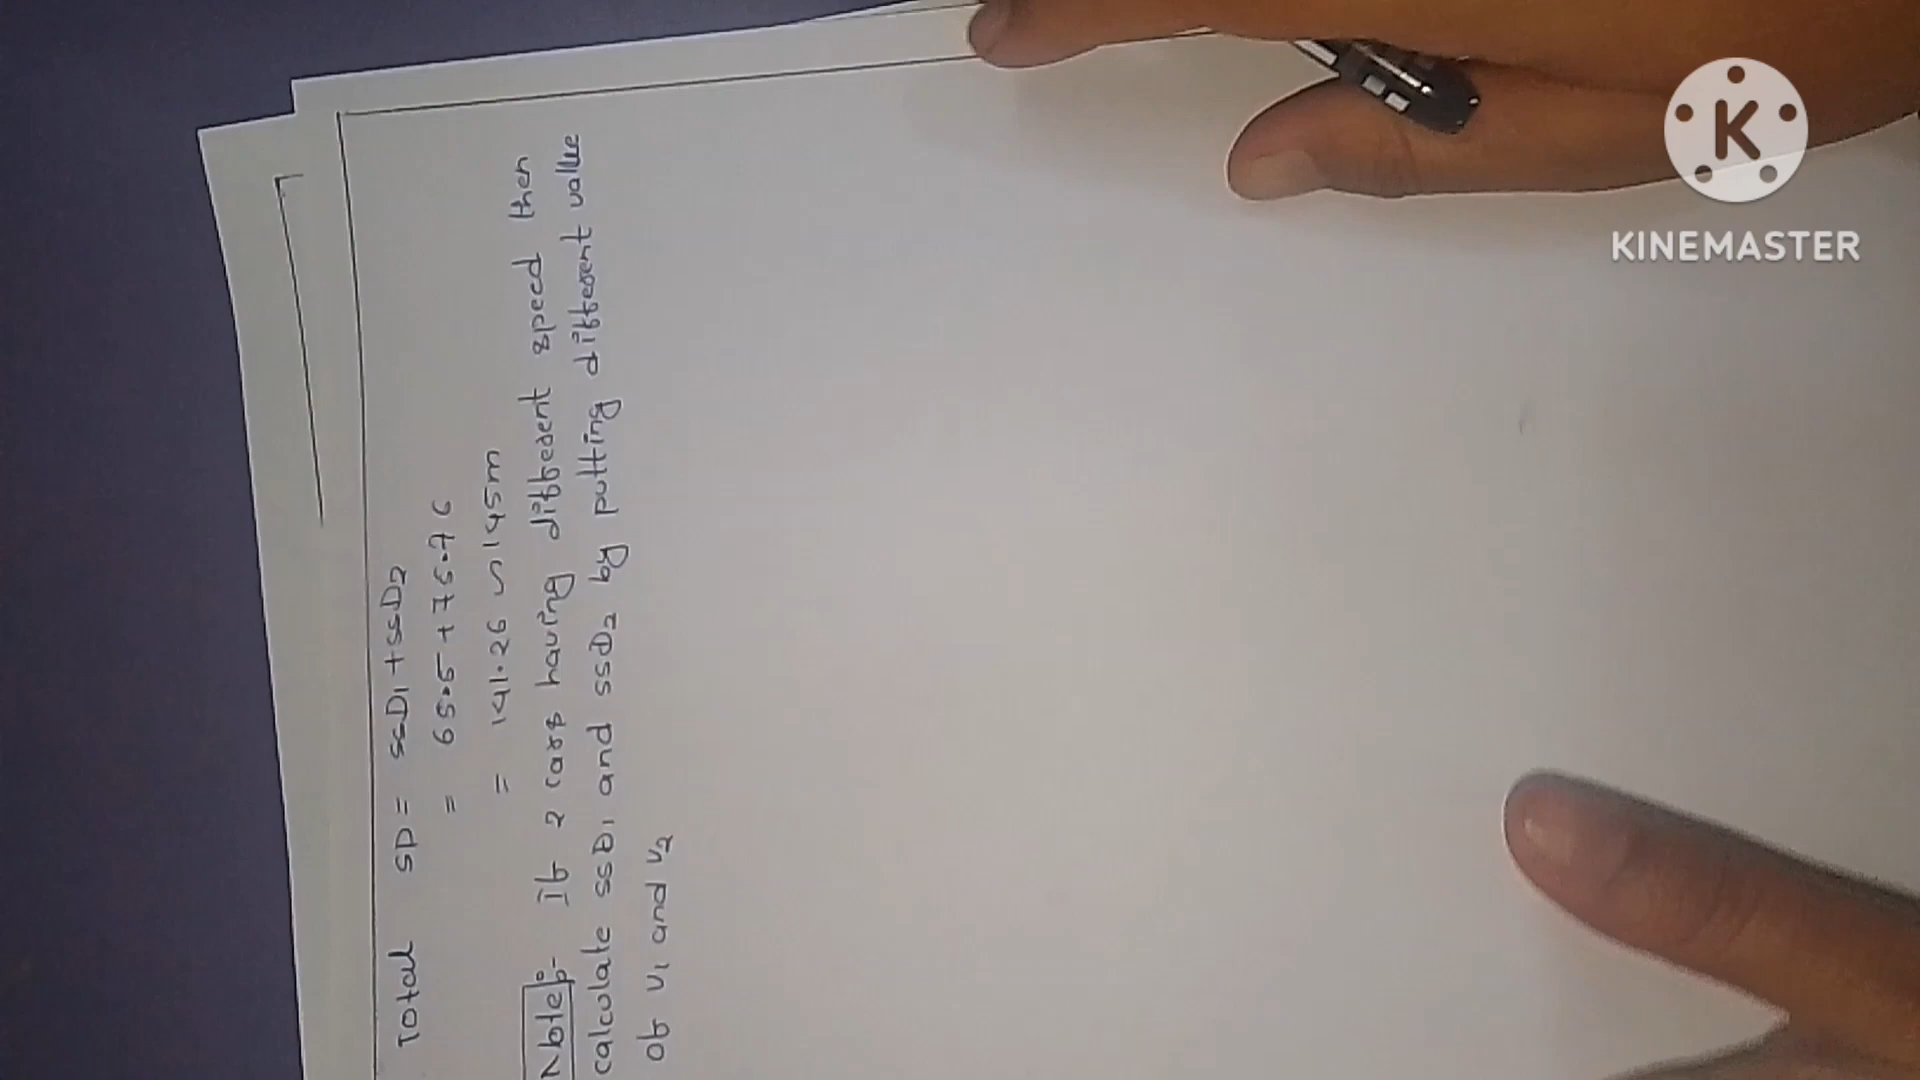 Total SD = SSD1 + SSD2
= 65.5 + 75.76
= 141.26 ≈ 145m
Note:- If 2 cars having different speed then
calculate SSD1 and SSD2 by putting different value
of V1 and V2
K
KINEMASTER